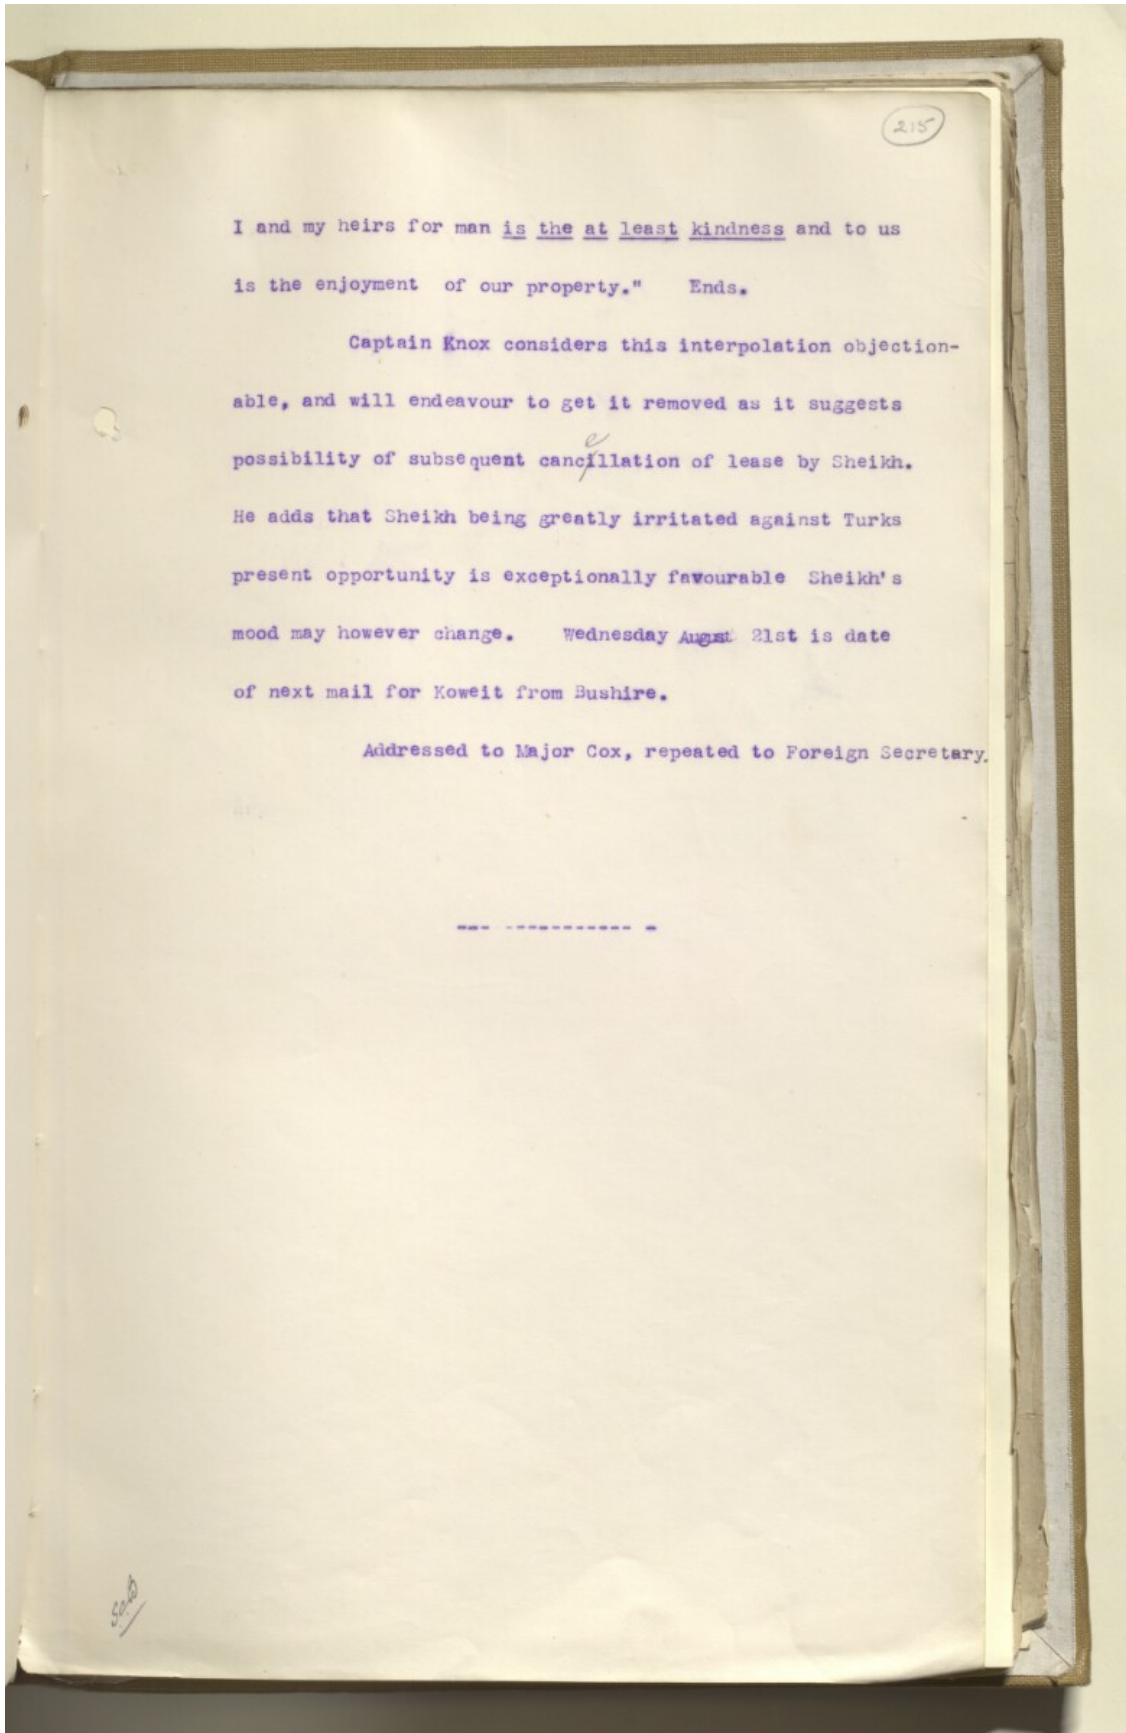 215
I and my heirs for man is the at least kindness and to us
is the enjoyment of our property." Ends.
Captain Knox considers this interpolation objection-
able, and will endeavour to get it removed as it suggests
possibility of subsequent cancellation of lease by Sheikh.
He adds that Sheikh being greatly irritated against Turks
present opportunity is exceptionally favourable Sheikh's
mood may however change. Wednesday August 21st is date
of next mail for Koweit from Bushire.
Addressed to Major Cox, repeated to Foreign Secretary.